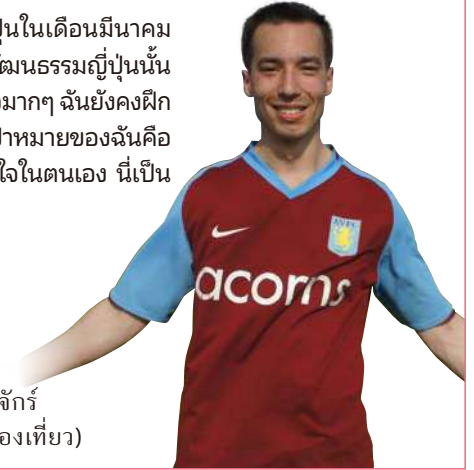 ปุ่นในเดือนมีนาคม
ัฒนธรรมญี่ปุ่นนั้น
มากๆ ฉันยังคงฝึก
ป้าหมายของฉันคือ
ใจในตนเอง นี่เป็น
AVFC
acorns
จักร์
องเที่ยว)